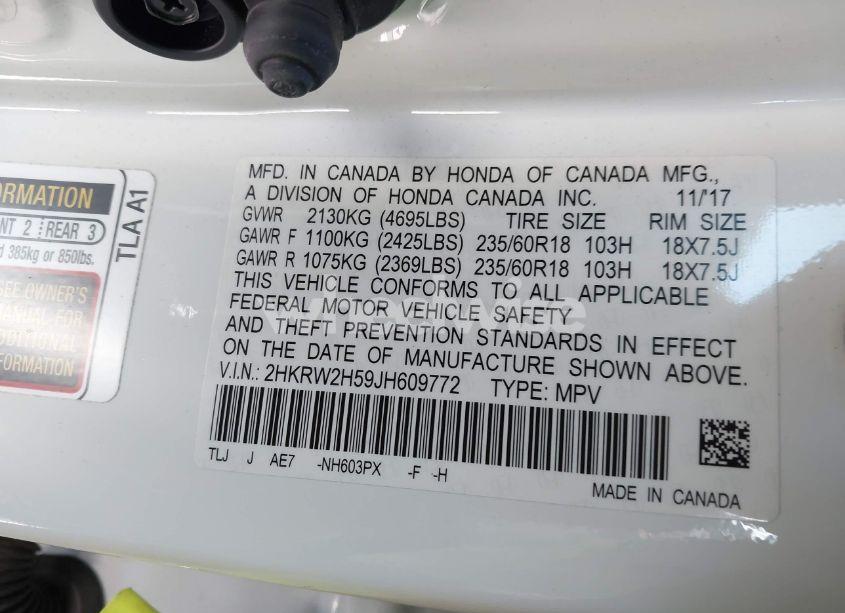 ORMATION
NT 2 REAR 3
d 385kg or 850lbs.
SEE OWNER'S
MANUAL FOR
ADDITIONAL
FORMATION
TLA A1
MFD. IN CANADA BY HONDA OF CANADA MFG.,
A DIVISION OF HONDA CANADA INC. 11/'17
GVWR 2130KG (4695LBS) TIRE SIZE RIM SIZE
GAWR F 1100KG (2425LBS) 235/60R18 103H 18X7.5J
GAWR R 1075KG (2369LBS) 235/60R18 103H 18X7.5J
THIS VEHICLE CONFORMS TO ALL APPLICABLE
FEDERAL MOTOR VEHICLE SAFETY
AND THEFT PREVENTION STANDARDS IN EFFECT
ON THE DATE OF MANUFACTURE SHOWN ABOVE.
V.I.N.: 2HKRW2H59JH609772 TYPE: MPV
TLJ J AE7 -NH603PX -F -H
MADE IN CANADA